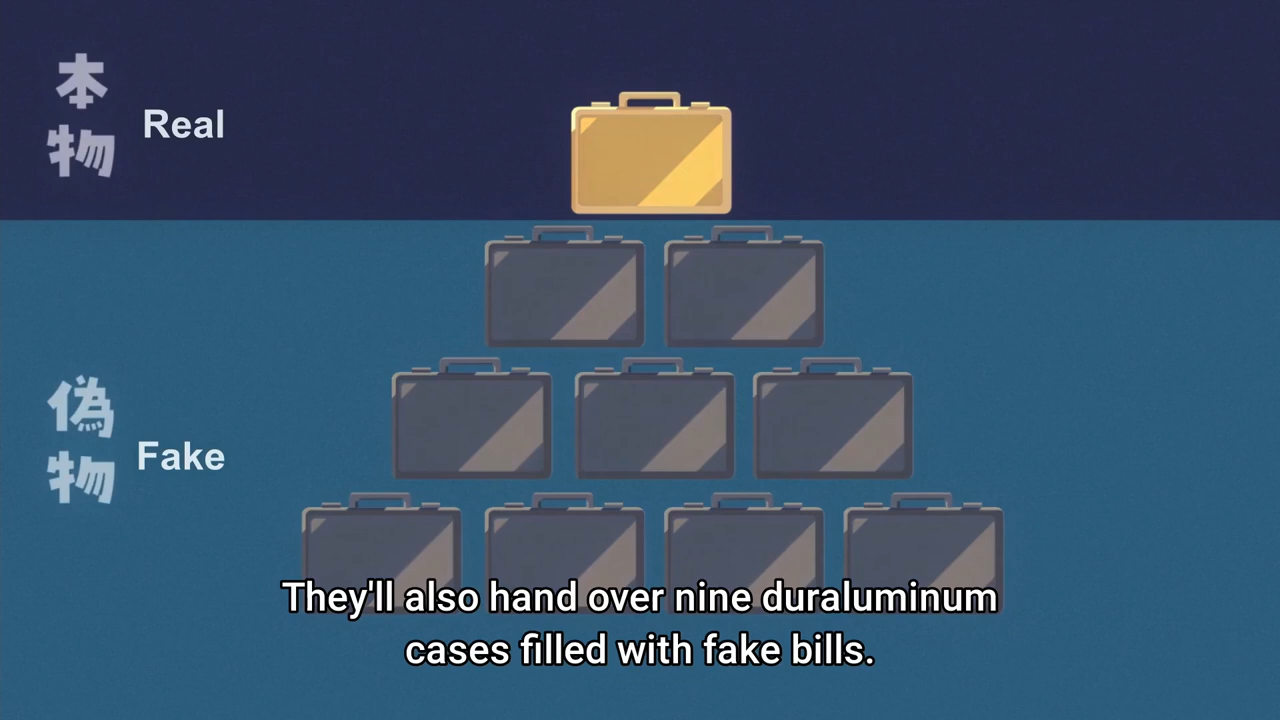 本物
Real
偽物
Fake
They'll also hand over nine duraluminum
cases filled with fake bills.